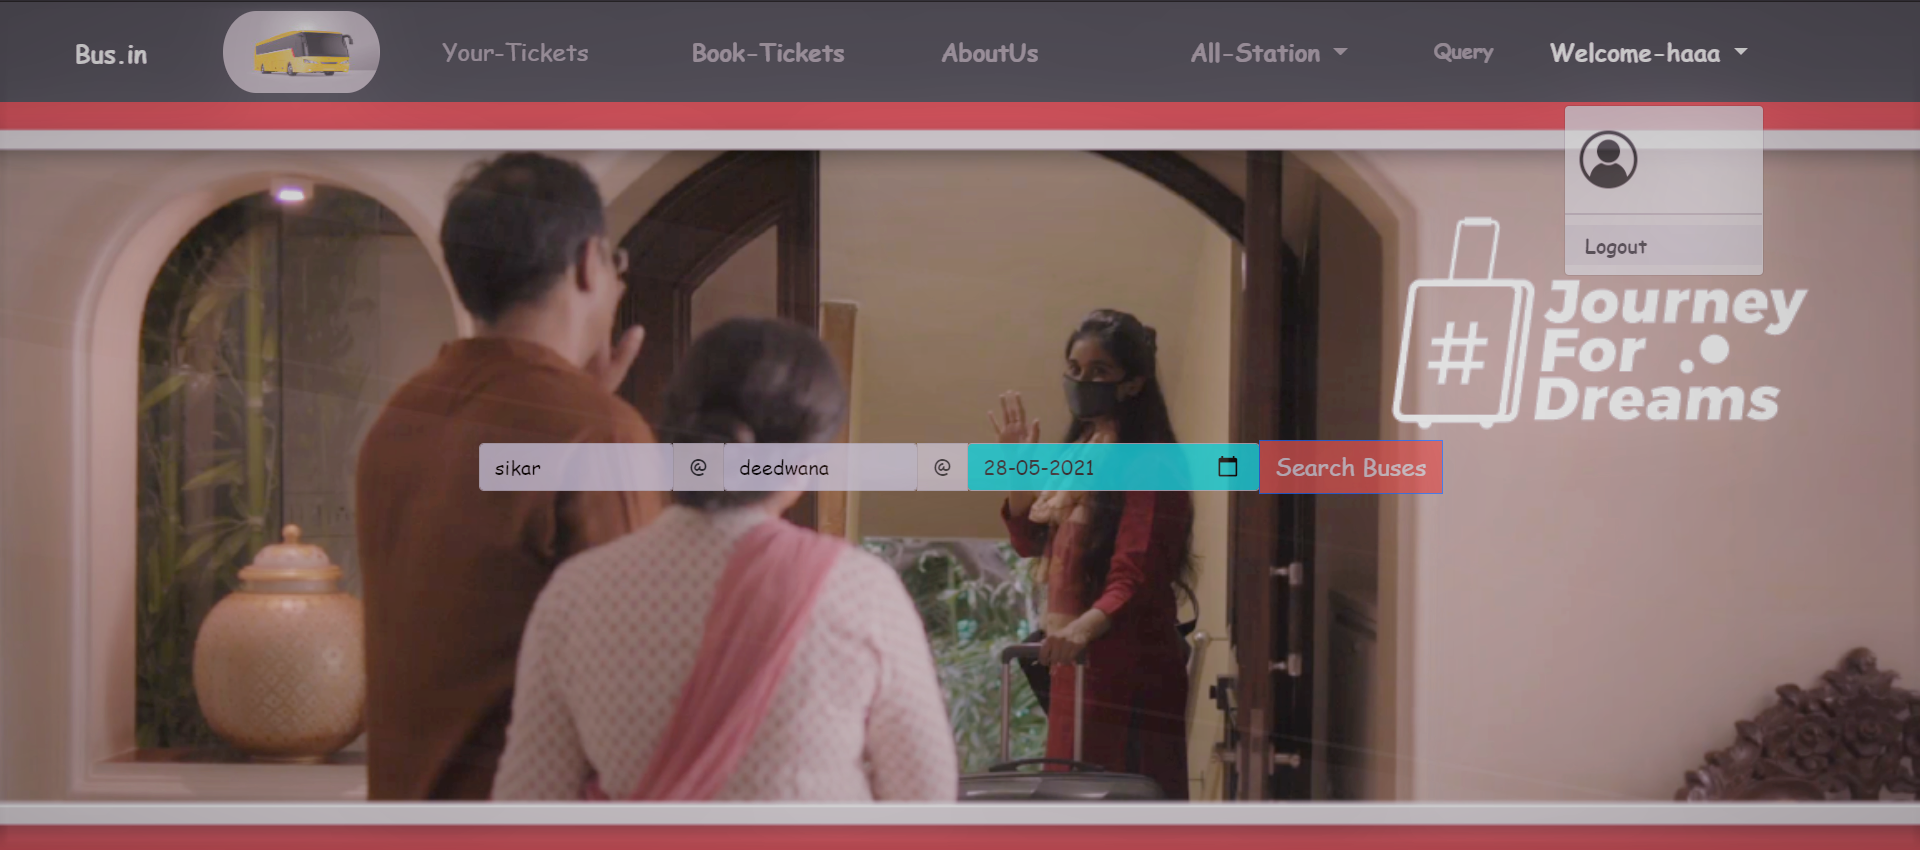 Bus.in Your-Tickets Book-Tickets AboutUs All-Station Query Welcome-haaa
Logout
#
Journey
For
Dreams
sikar @ deedwana @ 28-05-2021 Search Buses